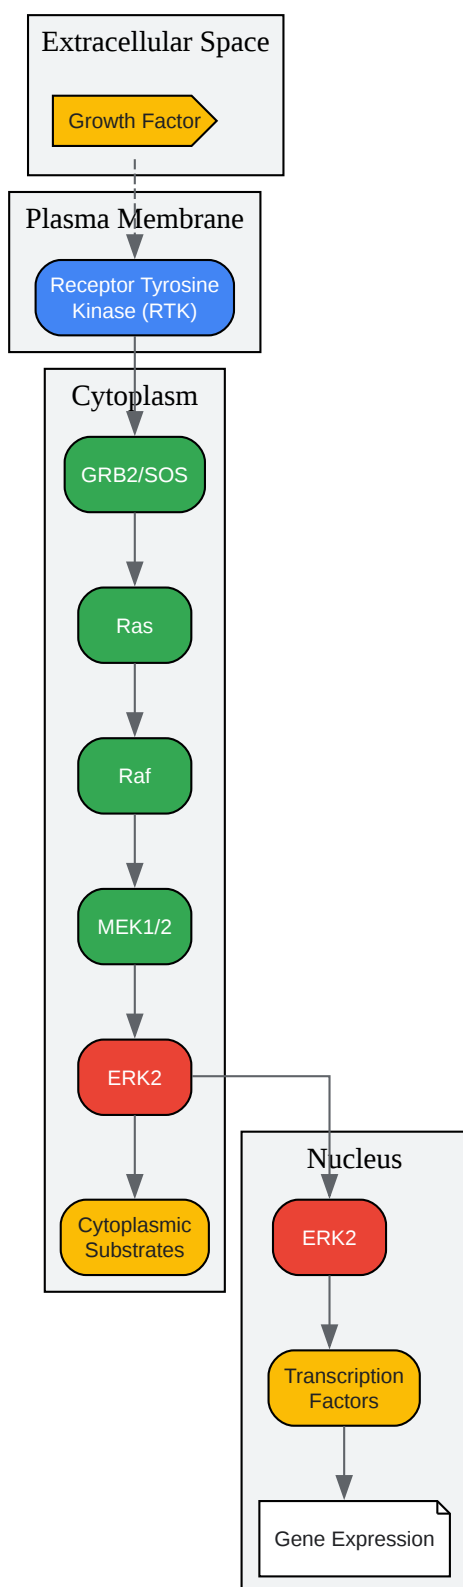 Extracellular Space
Growth Factor
Plasma Membrane
Receptor Tyrosine
Kinase (RTK)
Cytoplasm
GRB2/SOS
Ras
Raf
MEK1/2
ERK2
Cytoplasmic
Substrates
Nucleus
ERK2
Transcription
Factors
Gene Expression